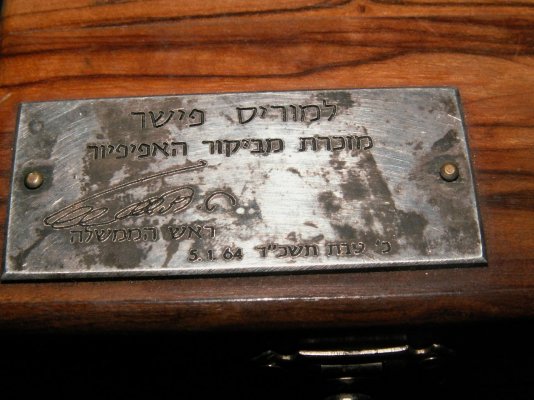 למוריס פישר
מזכרת מביקור האפיפיור
ראש הממשלה
כ' טבת תשכ"ד 5.1.64